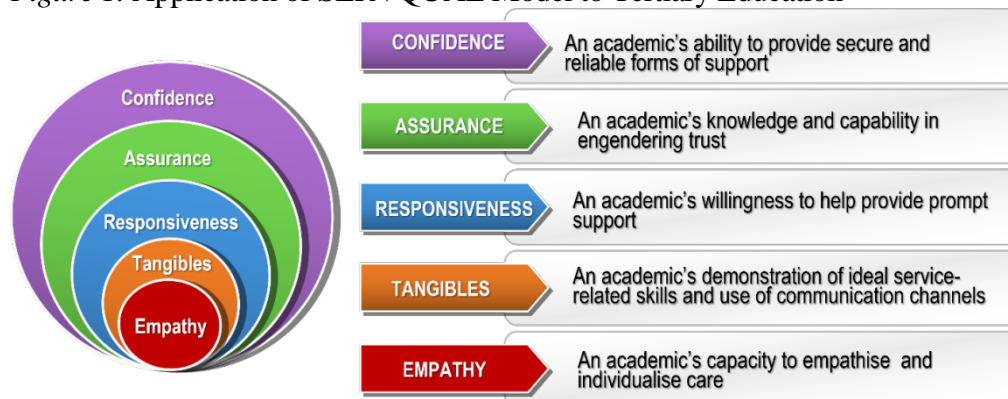 Figure 1. Application of SERVQUAL Model to Tertiary Education
Confidence
Assurance
Responsiveness
Tangibles
Empathy
CONFIDENCE
An academic's ability to provide secure and
reliable forms of support
ASSURANCE
An academic's knowledge and capability in
engendering trust
RESPONSIVENESS
An academic's willingness to help provide prompt
support
TANGIBLES
An academic's demonstration of ideal service-
related skills and use of communication channels
EMPATHY
An academic's capacity to empathise and
individualise care